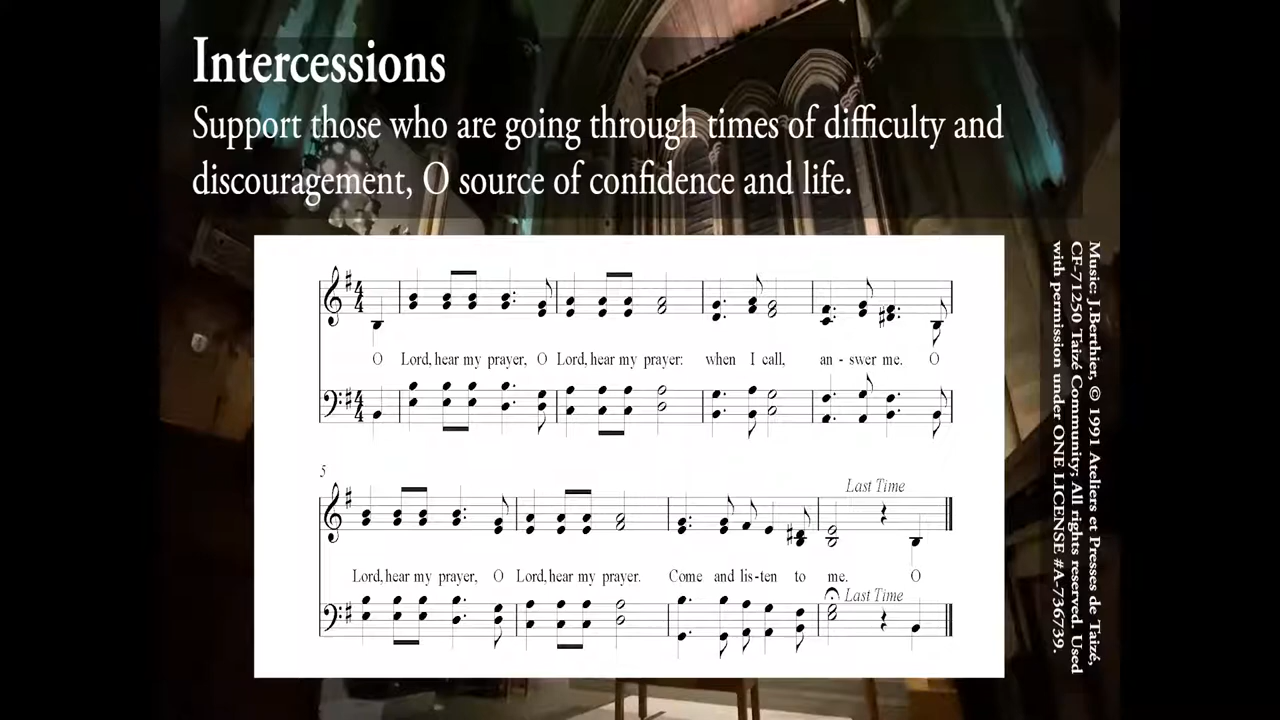 Intercessions
Support those who are going through times of difficulty and
discouragement, O source of confidence and life.
O Lord, hear my prayer, O Lord, hear my prayer: when I call, an - swer me. O
5
Last Time
Lord, hear my prayer, O Lord, hear my prayer. Come and lis - ten to me. O
Last Time
Music: J.Berthier, © 1991 Ateliers et Presses de Taizé,
CF-71250 Taizé Community; All rights reserved. Used
with permission under ONE LICENSE #A-736739.